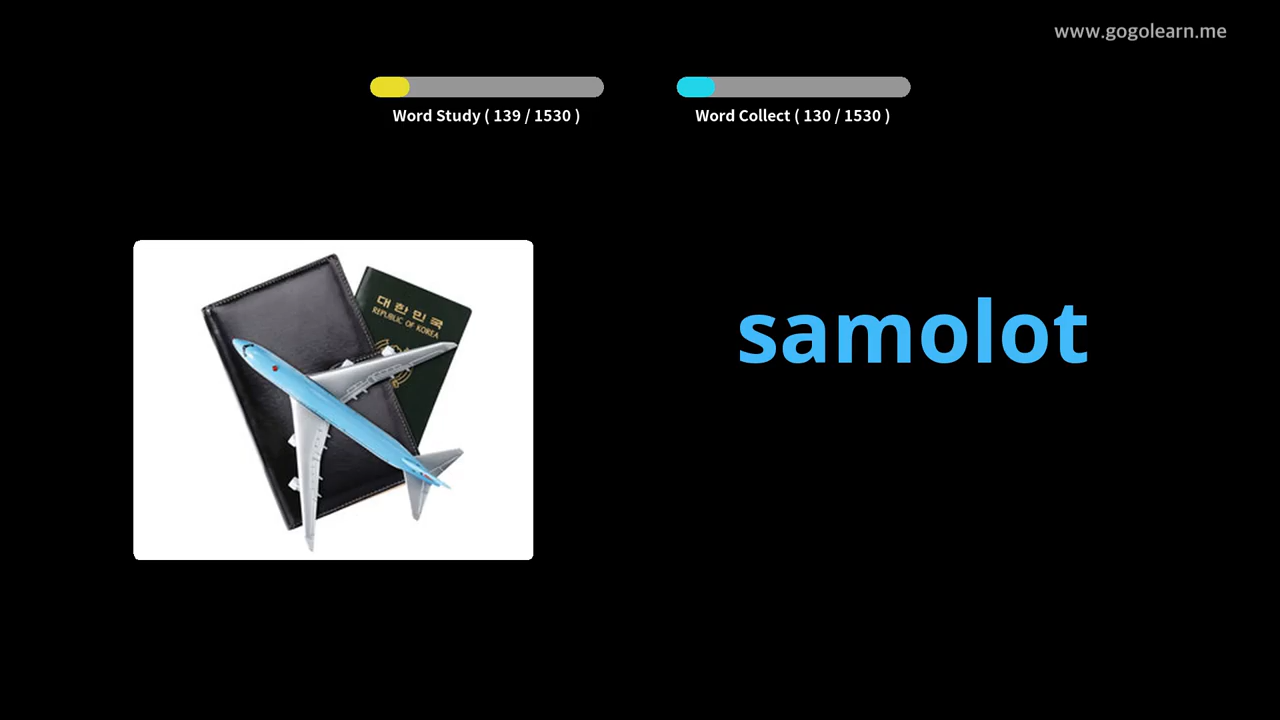 www.gogolearn.me
Word Study ( 139 / 1530 )
Word Collect ( 130 / 1530 )
대한민국
REPUBLIC OF KOREA
samolot